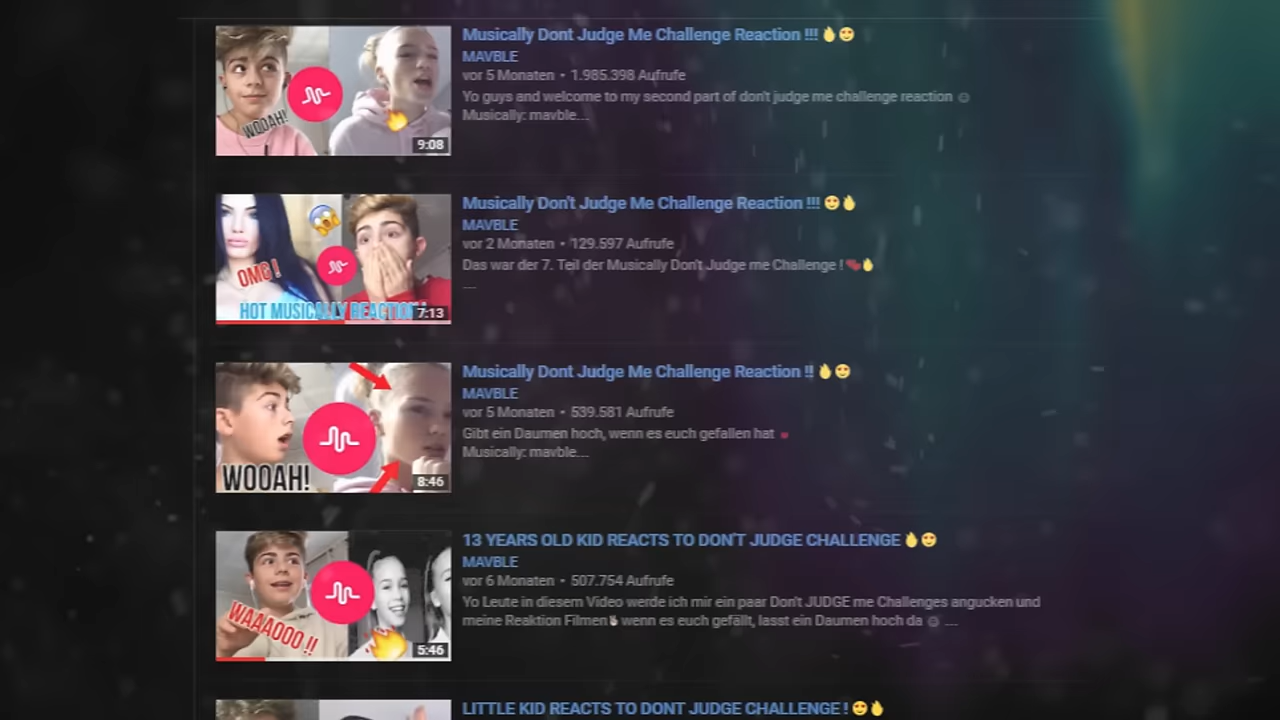 Musically Dont Judge Me Challenge Reaction !!! 🔥😍
MAVBLE
vor 5 Monaten • 1.985.398 Aufrufe
Yo guys and welcome to my second part of don't judge me challenge reaction ☺
Musically: mavble...
WOOAH!
9:08
Musically Don't Judge Me Challenge Reaction !!! 😍🔥
MAVBLE
vor 2 Monaten • 129.597 Aufrufe
Das war der 7. Teil der Musically Don't Judge me Challenge ! ❤🔥
...
OMG !
HOT MUSICALLY REACTION
7:13
Musically Dont Judge Me Challenge Reaction !! 🔥😍
MAVBLE
vor 5 Monaten • 539.581 Aufrufe
Gibt ein Daumen hoch, wenn es euch gefallen hat
Musically: mavble...
WOOAH!
8:46
13 YEARS OLD KID REACTS TO DON'T JUDGE CHALLENGE 🔥😍
MAVBLE
vor 6 Monaten • 507.754 Aufrufe
Yo Leute in diesem Video werde ich mir ein paar Don't JUDGE me Challenges angucken und
meine Reaktion Filmen✌ wenn es euch gefällt, lasst ein Daumen hoch da ☺ ...
WAAAOOO !!
5:46
LITTLE KID REACTS TO DONT JUDGE CHALLENGE ! 😍🔥